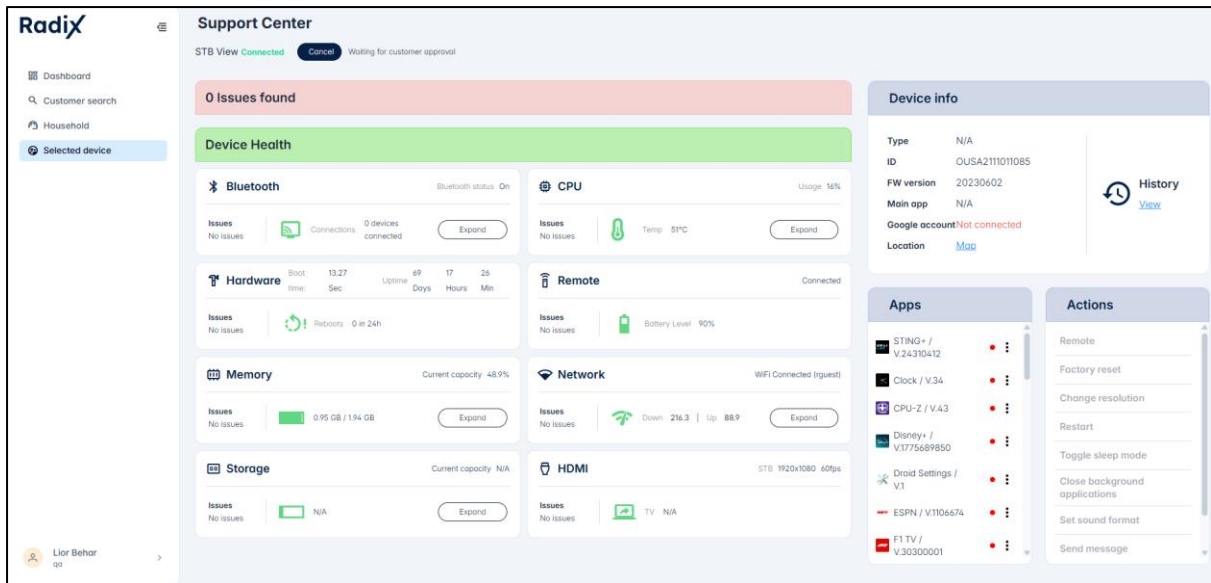 Radix
Dashboard
Customer search
Household
Selected device
Lior Behar
qa
Support Center
STB View Connected Cancel Waiting for customer approval
0 Issues found
Device Health
Bluetooth Bluetooth status On
Issues
No issues
Connections 0 devices connected
Expand
CPU Usage 16%
Issues
No issues
Temp 51°C
Expand
Hardware Boot time: 13.27 Sec Uptime 69 Days 17 Hours 26 Min
Issues
No issues
Reboots 0 in 24h
Remote Connected
Issues
No issues
Battery Level 90%
Memory Current capacity 48.9%
Issues
No issues
0.95 GB / 1.94 GB
Expand
Network WiFi Connected (rguest)
Issues
No issues
Down 216.3 | Up 88.9
Expand
Storage Current capacity N/A
Issues
No issues
N/A
Expand
HDMI STB 1920x1080 60fps
Issues
No issues
TV N/A
Device info
Type N/A
ID OUSA2111011085
FW version 20230602
Main app N/A
Google account Not connected
Location Map
History
View
Apps
STING+ /
V.24310412
Clock / V.34
CPU-Z / V.43
Disney+ /
V.1775689850
Droid Settings /
V.1
ESPN / V.1106674
F1 TV /
V.30300001
Actions
Remote
Factory reset
Change resolution
Restart
Toggle sleep mode
Close background
applications
Set sound format
Send message